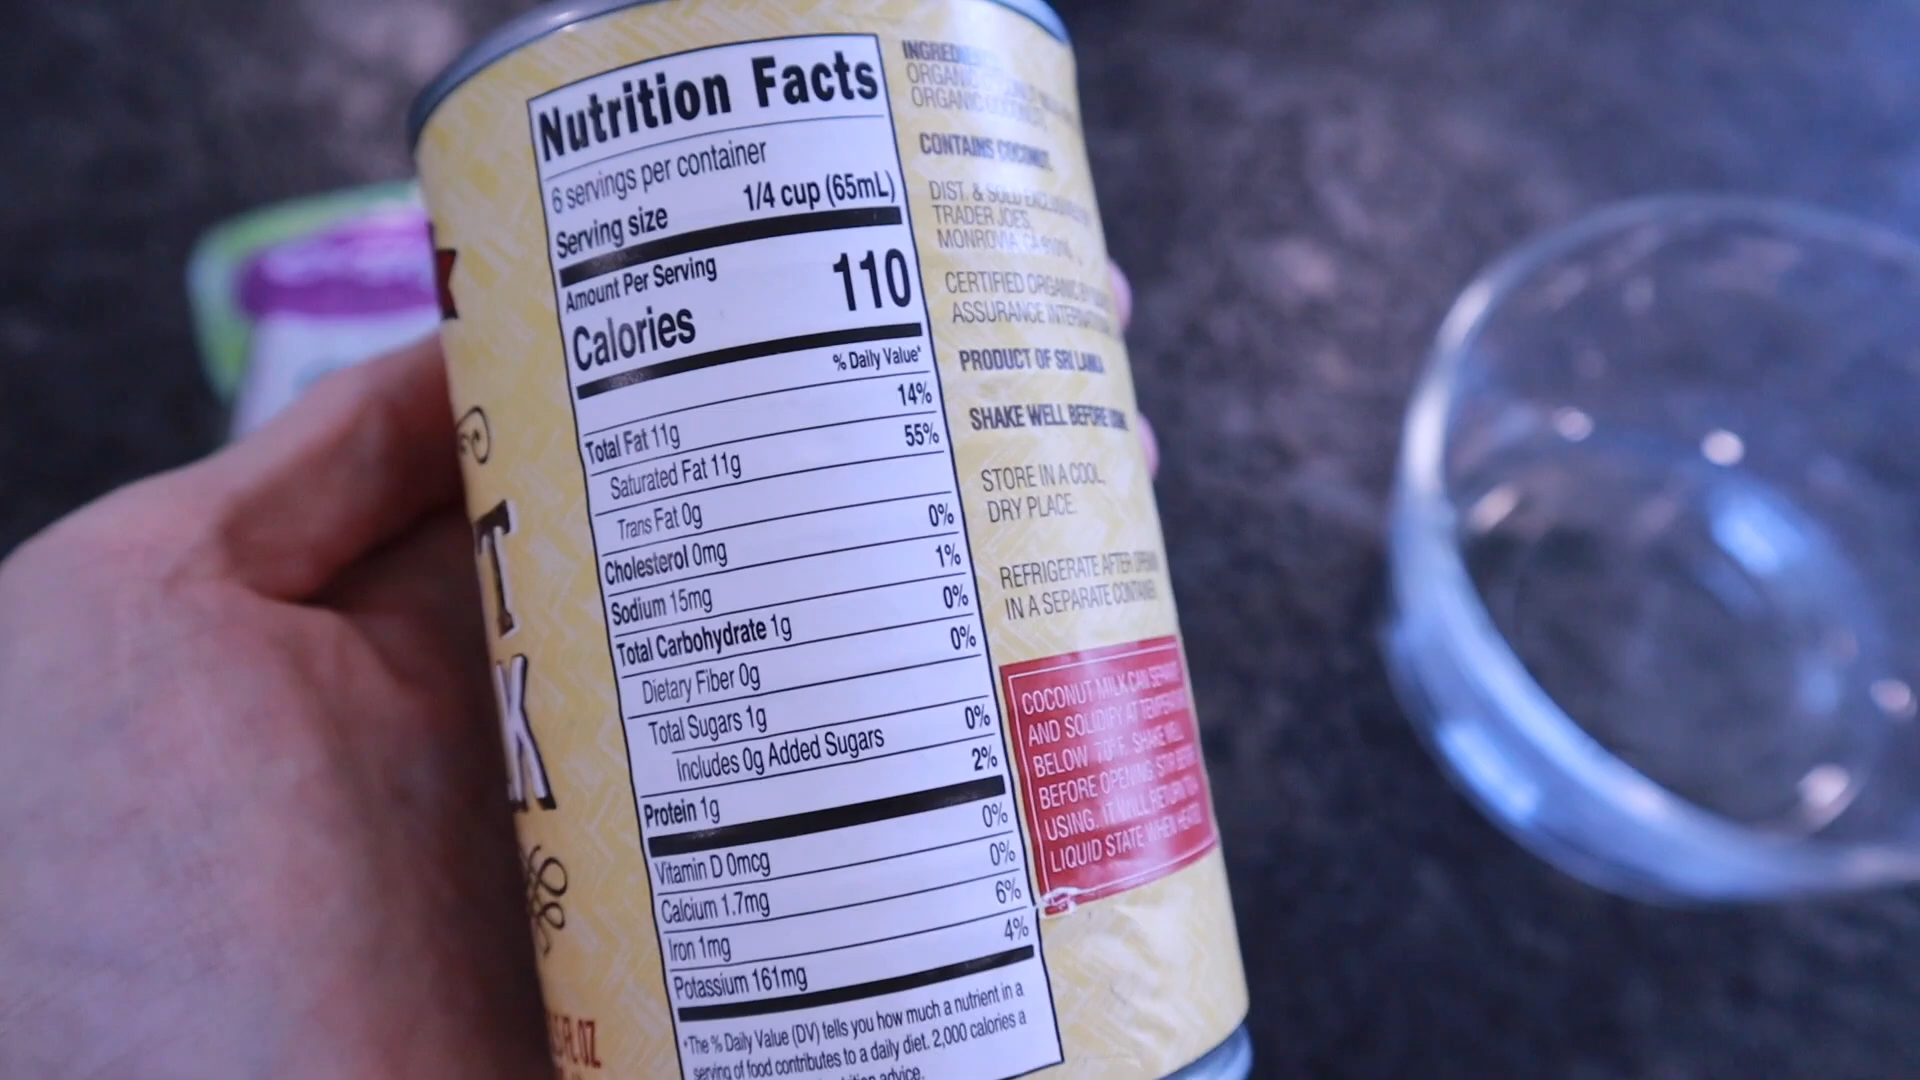 Nutrition Facts
6 servings per container
Serving size 1/4 cup (65mL)
Amount Per Serving
Calories 110
% Daily Value*
Total Fat 11g 14%
Saturated Fat 11g 55%
Trans Fat 0g
Cholesterol 0mg 0%
Sodium 15mg 1%
Total Carbohydrate 1g 0%
Dietary Fiber 0g 0%
Total Sugars 1g
Includes 0g Added Sugars 0%
Protein 1g 2%
Vitamin D 0mcg 0%
Calcium 1.7mg 0%
Iron 1mg 6%
Potassium 161mg 4%
*The % Daily Value (DV) tells you how much a nutrient in a
serving of food contributes to a daily diet. 2,000 calories a
advice.
ORGANIC
CONTAINS COCONUT.
DIST. & SOLD
TRADER JOE'S,
MONROVIA, CA
CERTIFIED ORGANIC BY
ASSURANCE
PRODUCT OF SRI LANKA
SHAKE WELL BEFORE
STORE IN A COOL,
DRY PLACE.
REFRIGERATE AFTER
IN A SEPARATE CONTAINER
COCONUT MILK CAN
AND SOLIDIFY AT
BELOW 70°F. SHAKE WELL
BEFORE OPENING. STIR
USING. IT WILL RETURN TO
LIQUID STATE WHEN HEATED
T
K
FL OZ